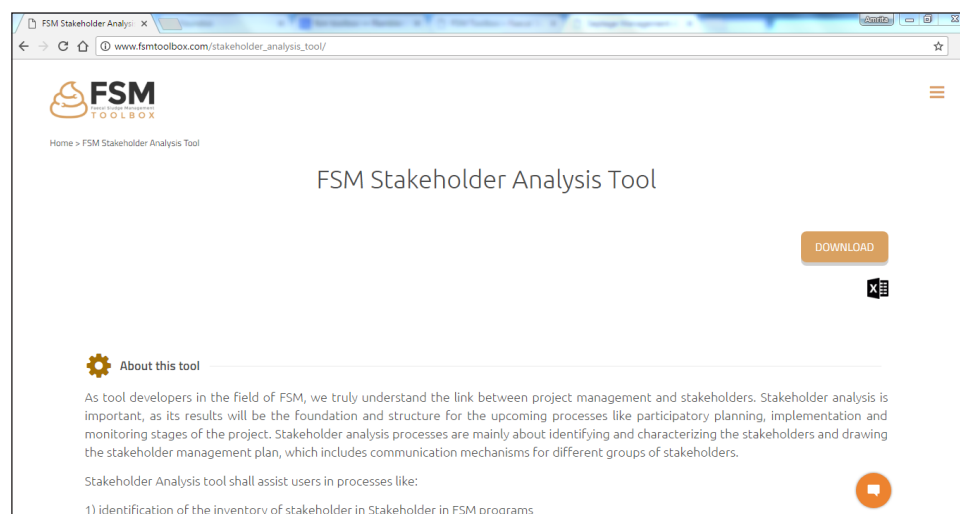 FSM Stakeholder Analysi
Amrita
www.fsmtoolbox.com/stakeholder_analysis_tool/
FSM
Faecal Sludge Management
TOOLBOX
Home > FSM Stakeholder Analysis Tool
FSM Stakeholder Analysis Tool
DOWNLOAD
About this tool
As tool developers in the field of FSM, we truly understand the link between project management and stakeholders. Stakeholder analysis is
important, as its results will be the foundation and structure for the upcoming processes like participatory planning, implementation and
monitoring stages of the project. Stakeholder analysis processes are mainly about identifying and characterizing the stakeholders and drawing
the stakeholder management plan, which includes communication mechanisms for different groups of stakeholders.
Stakeholder Analysis tool shall assist users in processes like:
1) identification of the inventory of stakeholder in Stakeholder in FSM programs